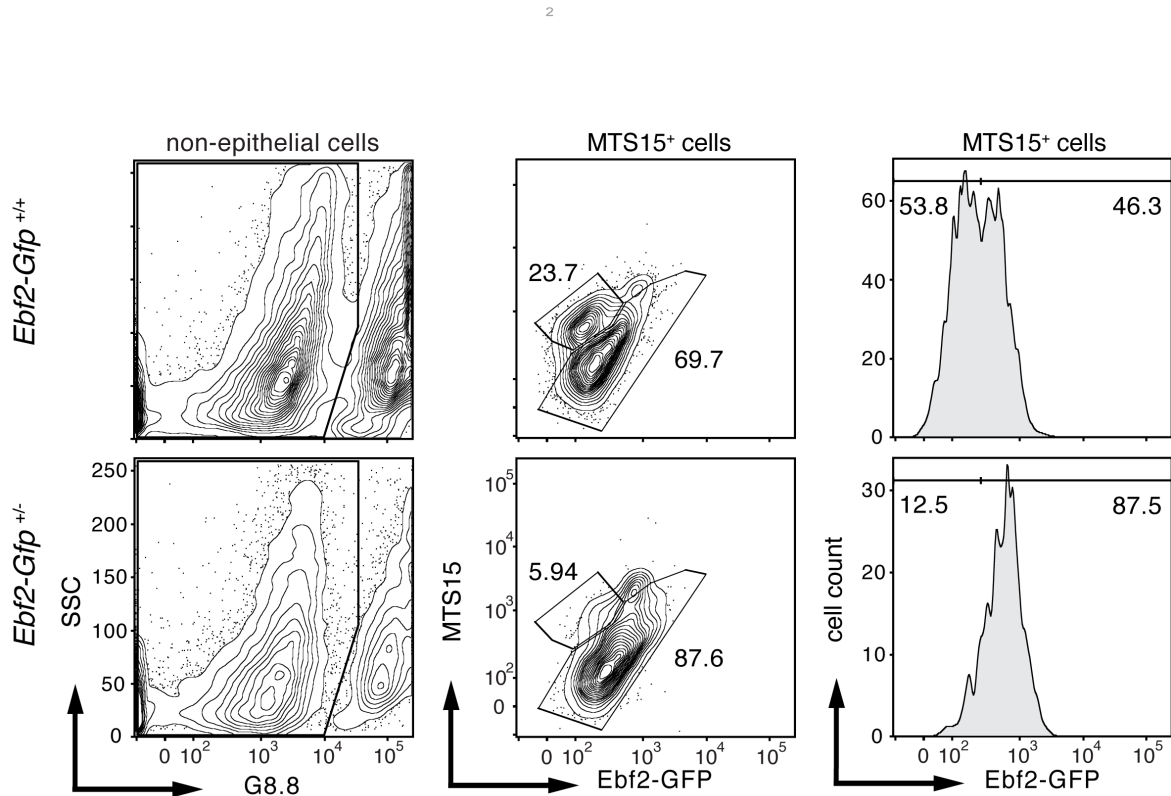 2
non-epithelial cells
MTS15⁺ cells
MTS15⁺ cells
Ebf2-Gfp +/+
23.7
69.7
60
40
20
0
53.8
46.3
Ebf2-Gfp +/-
SSC
250
200
150
100
50
0
0 10² 10³ 10⁴ 10⁵
G8.8
MTS15
10⁵
10⁴
10³
10²
0
5.94
87.6
0 10² 10³ 10⁴ 10⁵
Ebf2-GFP
cell count
30
20
10
0
12.5
87.5
0 10² 10³ 10⁴ 10⁵
Ebf2-GFP